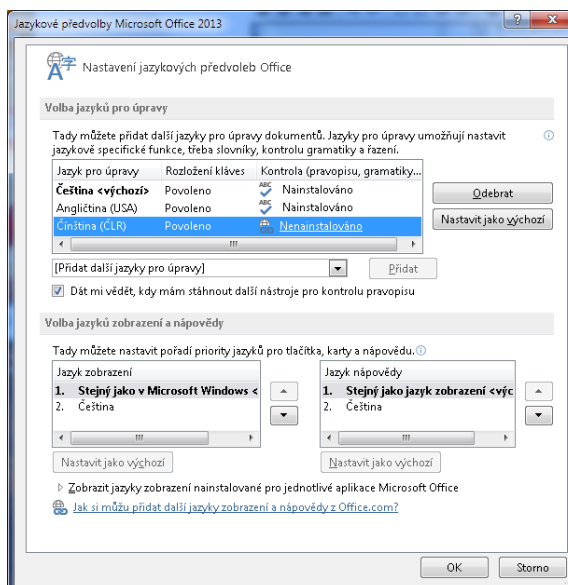 Jazykové předvolby Microsoft Office 2013
Nastavení jazykových předvoleb Office
Volba jazyků pro úpravy
Tady můžete přidat další jazyky pro úpravy dokumentů. Jazyky pro úpravy umožňují nastavit
jazykově specifické funkce, třeba slovníky, kontrolu gramatiky a řazení.
Jazyk pro úpravy Rozložení kláves Kontrola (pravopisu, gramatiky...
Čeština <výchozí> Povoleno Nainstalováno
Angličtina (USA) Povoleno Nainstalováno
Čínština (ČLR) Povoleno Nenainstalováno
Odebrat
Nastavit jako výchozí
[Přidat další jazyky pro úpravy] Přidat
Dát mi vědět, kdy mám stáhnout další nástroje pro kontrolu pravopisu
Volba jazyků zobrazení a nápovědy
Tady můžete nastavit pořadí priority jazyků pro tlačítka, karty a nápovědu.
Jazyk zobrazení
1. Stejný jako v Microsoft Windows <
2. Čeština
Nastavit jako výchozí
Jazyk nápovědy
1. Stejný jako jazyk zobrazení <výc
2. Čeština
Nastavit jako výchozí
Zobrazit jazyky zobrazení nainstalované pro jednotlivé aplikace Microsoft Office
Jak si můžu přidat další jazyky zobrazení a nápovědy z Office.com?
OK Storno